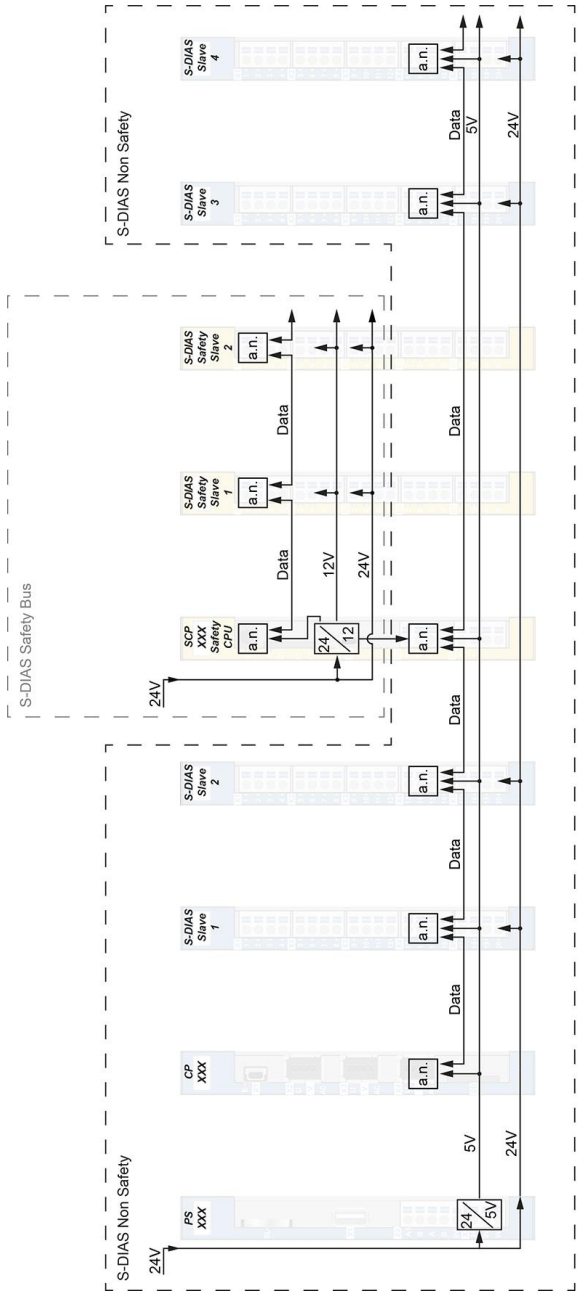 S-DIAS Non Safety
24V
PS
XXX
24
5V
5V
24V
CP
XXX
a.n.
Data
S-DIAS
Slave
1
a.n.
Data
S-DIAS
Slave
2
a.n.
Data
S-DIAS Safety Bus
24V
SCP
XXX
Safety
CPU
a.n.
24
12
a.n.
Data
12V
24V
S-DIAS
Safety
Slave
1
a.n.
Data
S-DIAS
Safety
Slave
2
a.n.
Data
S-DIAS Non Safety
S-DIAS
Slave
3
a.n.
Data
5V
24V
S-DIAS
Slave
4
a.n.